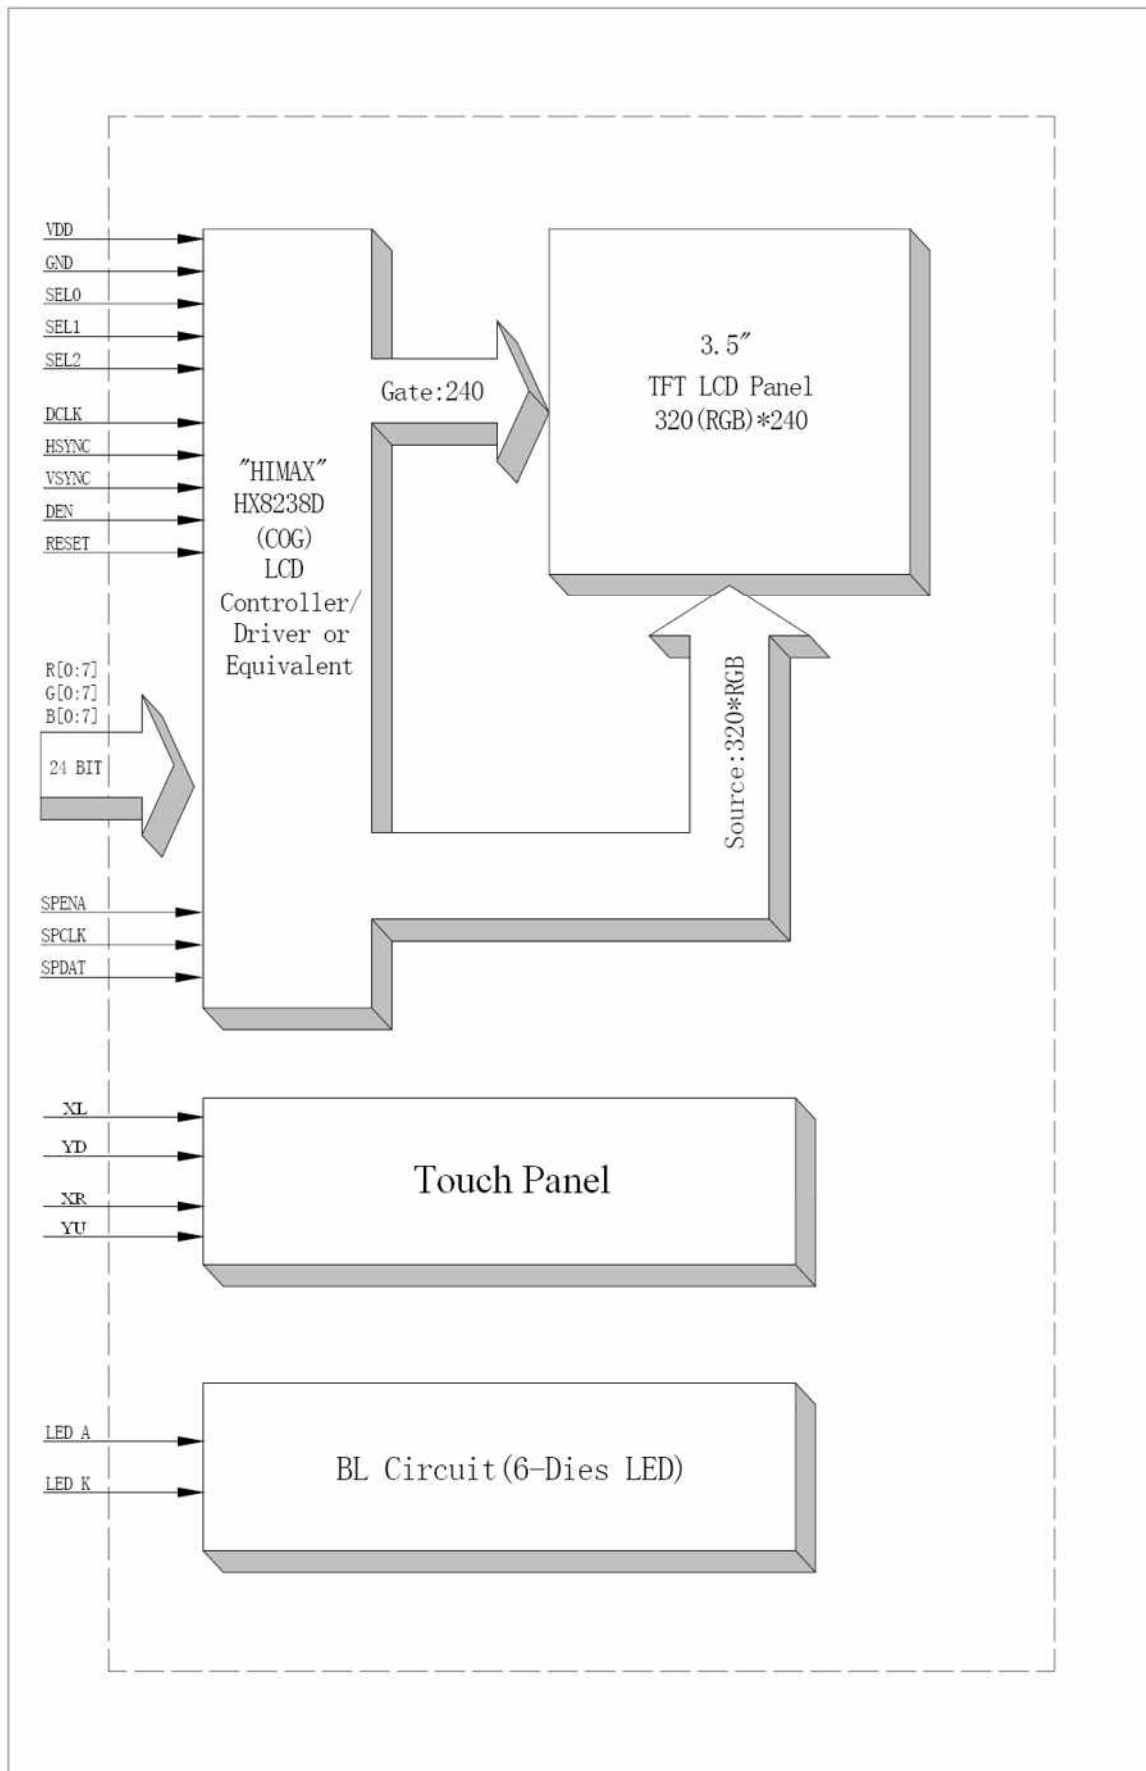 VDD
GND
SEL0
SEL1
SEL2
DCLK
HSYNC
VSYNC
DEN
RESET
"HIMAX"
HX8238D
(COG)
LCD
Controller/
Driver or
Equivalent
Gate:240
3.5"
TFT LCD Panel
320(RGB)*240
R[0:7]
G[0:7]
B[0:7]
24 BIT
Source:320*RGB
SPENA
SPCLK
SPDAT
XL
YD
XR
YU
Touch Panel
LED A
LED K
BL Circuit(6-Dies LED)